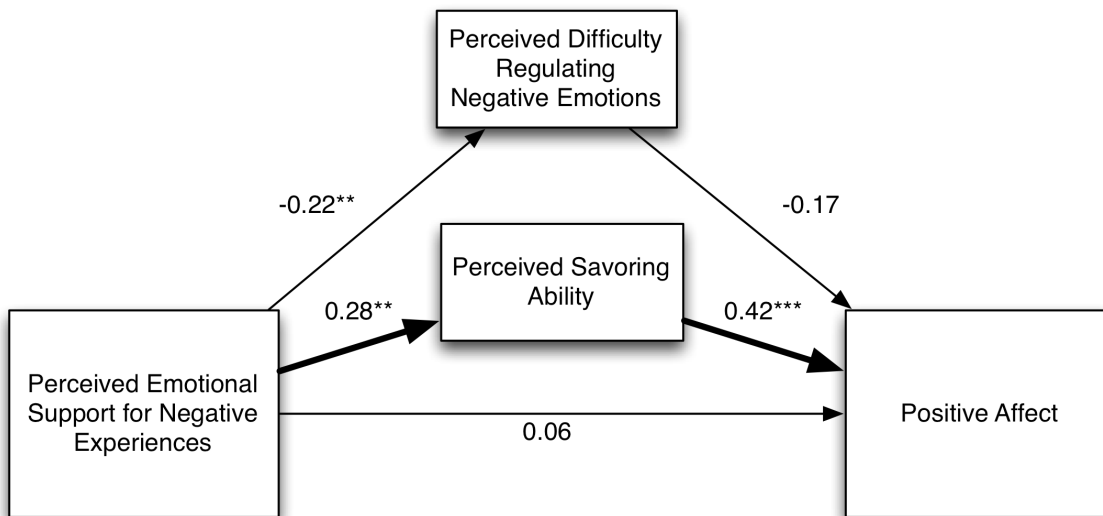 Perceived Difficulty
Regulating
Negative Emotions
-0.22**
-0.17
Perceived Savoring
Ability
0.28**
0.42***
Perceived Emotional
Support for Negative
Experiences
0.06
Positive Affect